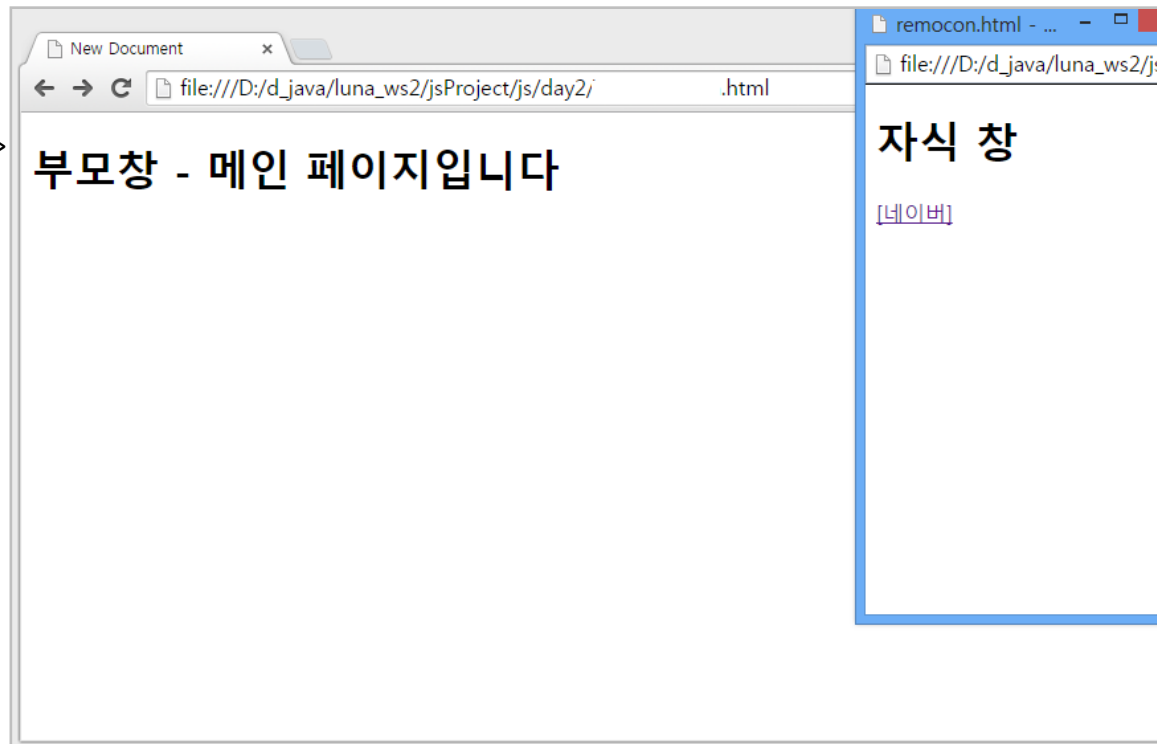 New Document
file:///D:/d_java/luna_ws2/jsProject/js/day2/ .html
부모창 - 메인 페이지입니다
remocon.html - ...
file:///D:/d_java/luna_ws2/js
자식 창
[네이버]